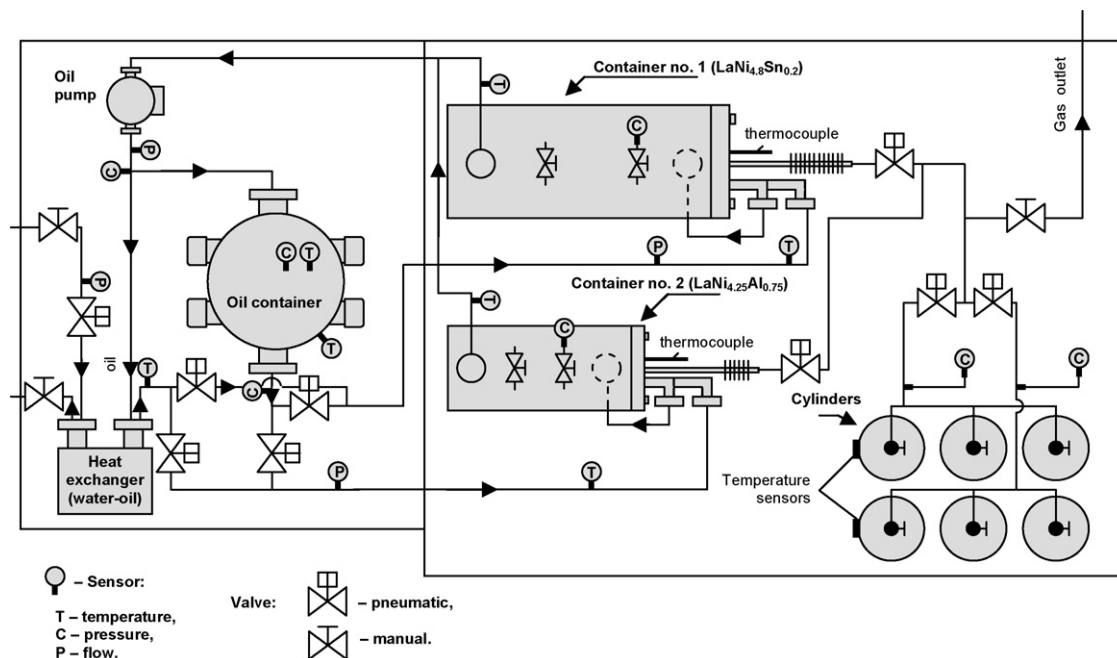 Oil
pump
T
Container no. 1 (LaNi4.8Sn0.2)
C
thermocouple
Gas outlet
P
C
P
C T
Oil container
T
P
T
Container no. 2 (LaNi4.25Al0.75)
T
C
thermocouple
oil
T
C
C
C
Cylinders
Heat
exchanger
(water-oil)
P
T
Temperature
sensors
– Sensor:
T – temperature,
C – pressure,
P – flow.
Valve:
– pneumatic,
– manual.